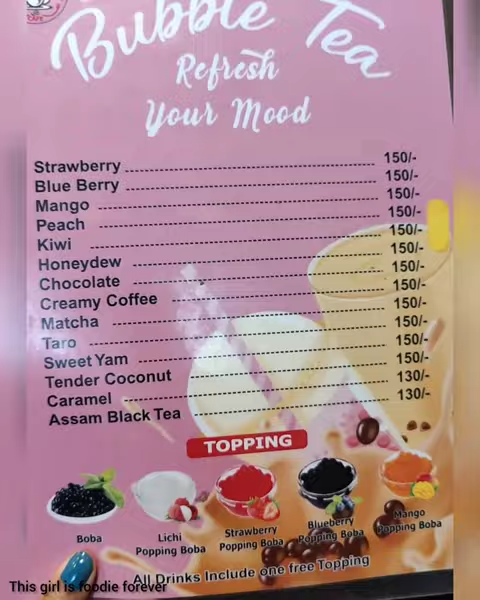 CAFE
Bubble Tea
Refresh
Your Mood
Strawberry 150/-
Blue Berry 150/-
Mango 150/-
Peach 150/-
Kiwi 150/-
Honeydew 150/-
Chocolate 150/-
Creamy Coffee 150/-
Matcha 150/-
Taro 150/-
Sweet Yam 150/-
Tender Coconut 150/-
Caramel 130/-
Assam Black Tea 130/-
TOPPING
Boba
Lichi
Popping Boba
Strawberry
Popping Boba
Blueberry
Popping Boba
Mango
Popping Boba
All Drinks Include one free Topping
This girl is foodie forever